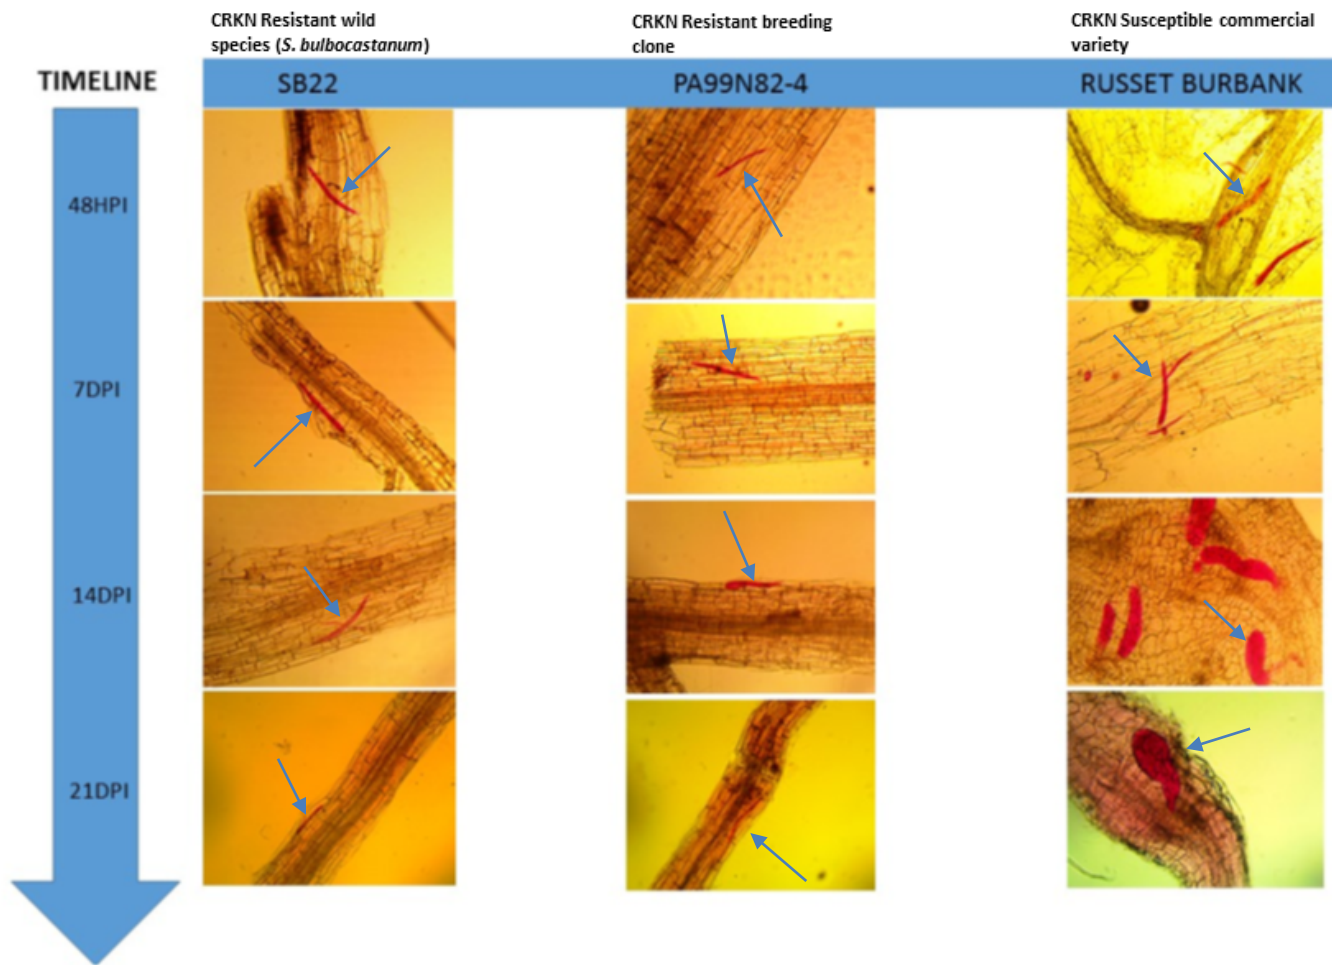 CRKN Resistant wild
species (S. bulbocastanum)
CRKN Resistant breeding
clone
CRKN Susceptible commercial
variety
TIMELINE
SB22
PA99N82-4
RUSSET BURBANK
48HPI
7DPI
14DPI
21DPI